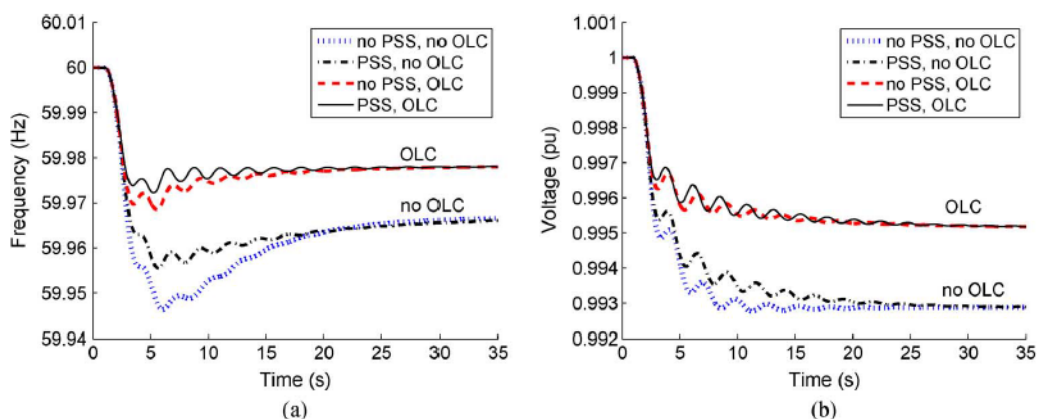 60.01
60
59.99
59.98
59.97
59.96
59.95
59.94
Frequency (Hz)
0 5 10 15 20 25 30 35
Time (s)
no PSS, no OLC
PSS, no OLC
no PSS, OLC
PSS, OLC
OLC
no OLC
(a)
1.001
1
0.999
0.998
0.997
0.996
0.995
0.994
0.993
0.992
Voltage (pu)
0 5 10 15 20 25 30 35
Time (s)
no PSS, no OLC
PSS, no OLC
no PSS, OLC
PSS, OLC
OLC
no OLC
(b)